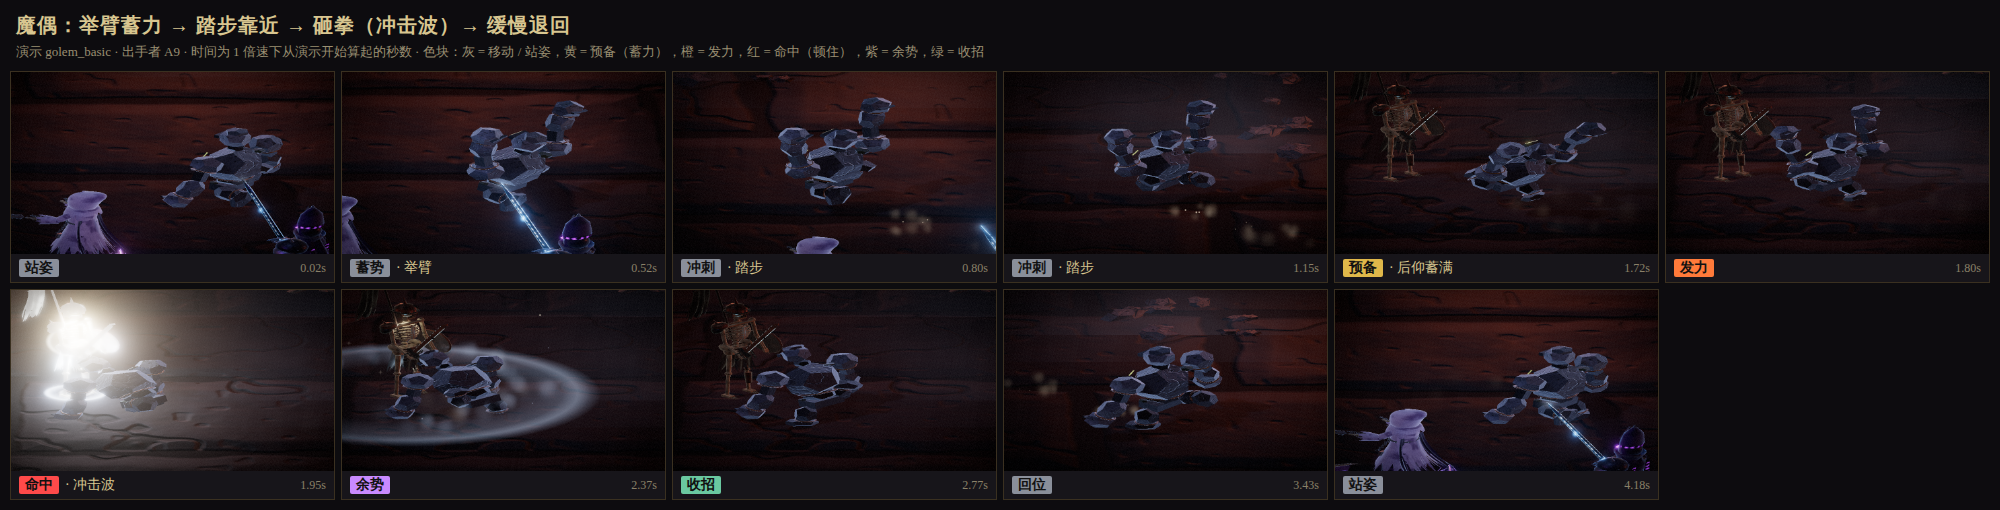 魔偶：举臂蓄力 → 踏步靠近 → 砸拳（冲击波）→ 缓慢退回
演示 golem_basic · 出手者 A9 · 时间为 1 倍速下从演示开始算起的秒数 · 色块：灰 = 移动 / 站姿，黄 = 预备（蓄力），橙 = 发力，红 = 命中（顿住），紫 = 余势，绿 = 收招
站姿 0.02s
蓄势 · 举臂 0.52s
冲刺 · 踏步 0.80s
冲刺 · 踏步 1.15s
预备 · 后仰蓄满 1.72s
发力 1.80s
命中 · 冲击波 1.95s
余势 2.37s
收招 2.77s
回位 3.43s
站姿 4.18s